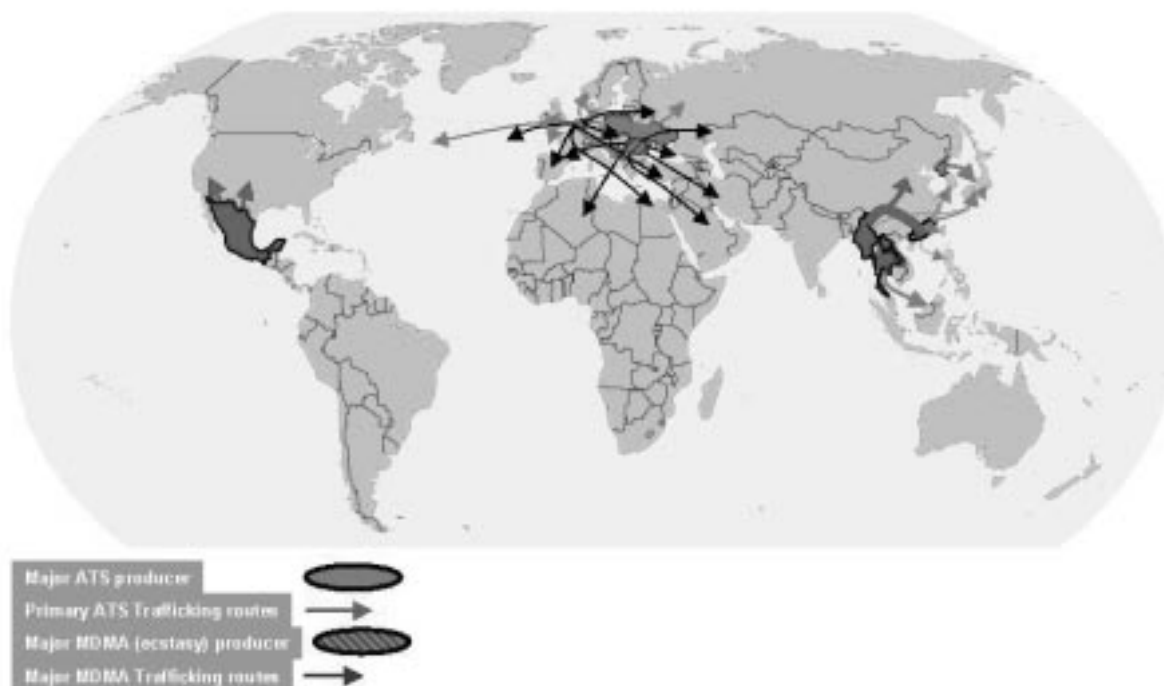 Major ATS producer
Primary ATS Trafficking routes
Major MDMA (ecstasy) producer
Major MDMA Trafficking routes